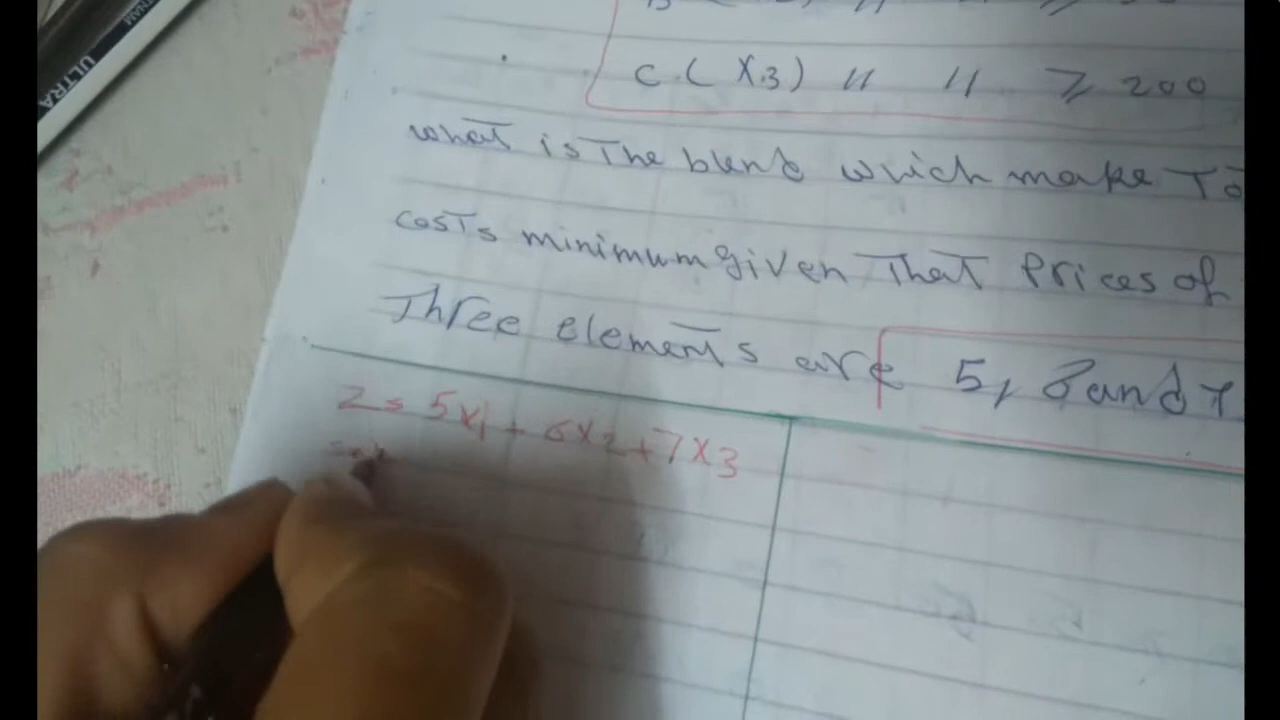 ULTRA
C (X3) 〃 〃 ≥ 200
what is The blend which make To
costs minimum given That Prices of
Three elements are 5, 6 and 7
Z = 5X1 + 6X2 + 7X3